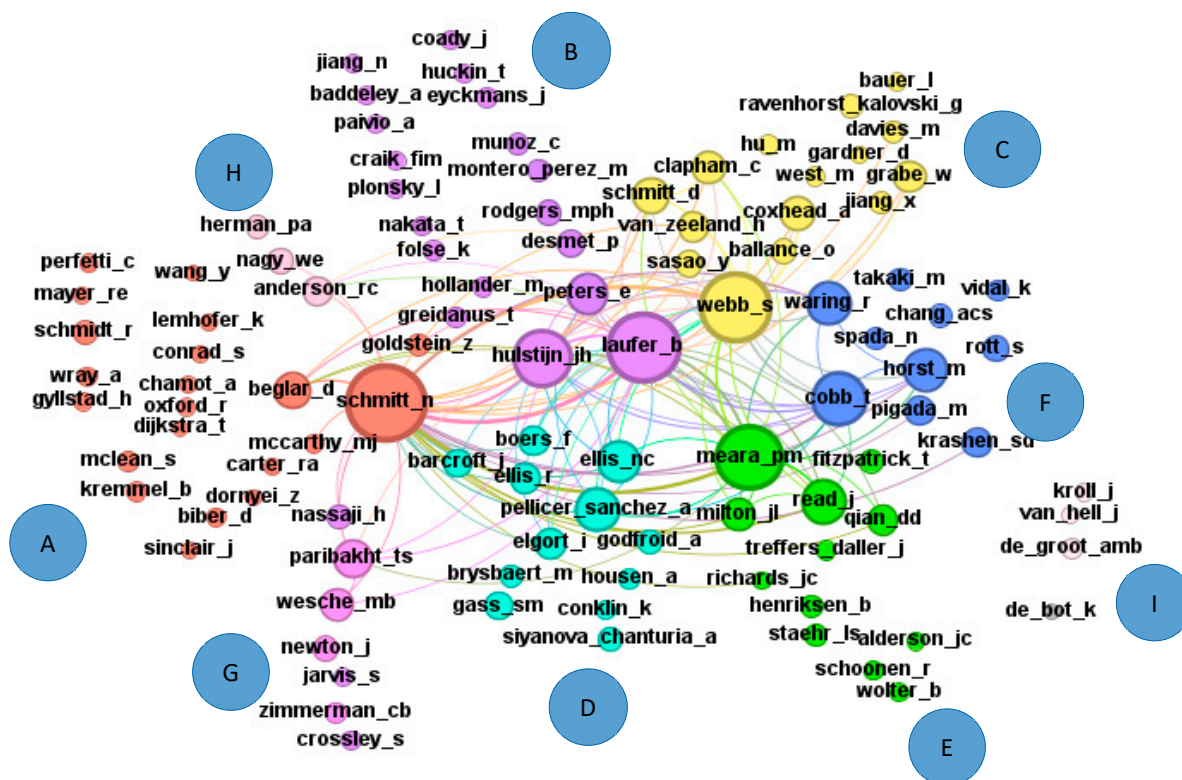 coady_j
B
jiang_n
huckin_t
baddeley_a
eyckmans_j
paivio_a
bauer_l
ravenhorst_kalovski_g
davies_m
C
munoz_c
hu_m
gardner_d
craik_fim
montero_perez_m
clapham_c
west_m
grabe_w
H
plonsky_l
schmitt_d
jiang_x
herman_pa
nakata_t
rodgers_mph
van_zeeland_h
coxhead_a
folse_k
desmet_p
ballance_o
perfetti_c
wang_y
nagy_we
sasao_y
takaki_m
mayer_re
anderson_rc
hollander_m
peters_e
webb_s
waring_r
vidal_k
schmidt_r
lemhofer_k
greidanus_t
chang_acs
conrad_s
goldstein_z
hulstijn_jh
laufer_b
spada_n
rott_s
wray_a
chamot_a
beglar_d
schmitt_n
horst_m
gyllstad_h
oxford_r
cobb_t
F
dijkstra_t
pigada_m
mccarthy_mj
boers_f
krashen_sd
mclean_s
carter_ra
barcroft_j
ellis_nc
meara_pm
fitzpatrick_t
kremmel_b
dornyei_z
ellis_r
kroll_j
biber_d
nassaji_h
pellicer_sanchez_a
milton_jl
read_j
qian_dd
van_hell_j
A
sinclair_j
elgort_i
godfroid_a
treffers_daller_j
de_groot_amb
paribakht_ts
brysbaert_m
housen_a
richards_jc
wesche_mb
gass_sm
conklin_k
henriksen_b
de_bot_k
I
siyanova_chanturia_a
staehr_ls
alderson_jc
newton_j
G
jarvis_s
schoonen_r
wolter_b
zimmerman_cb
D
crossley_s
E